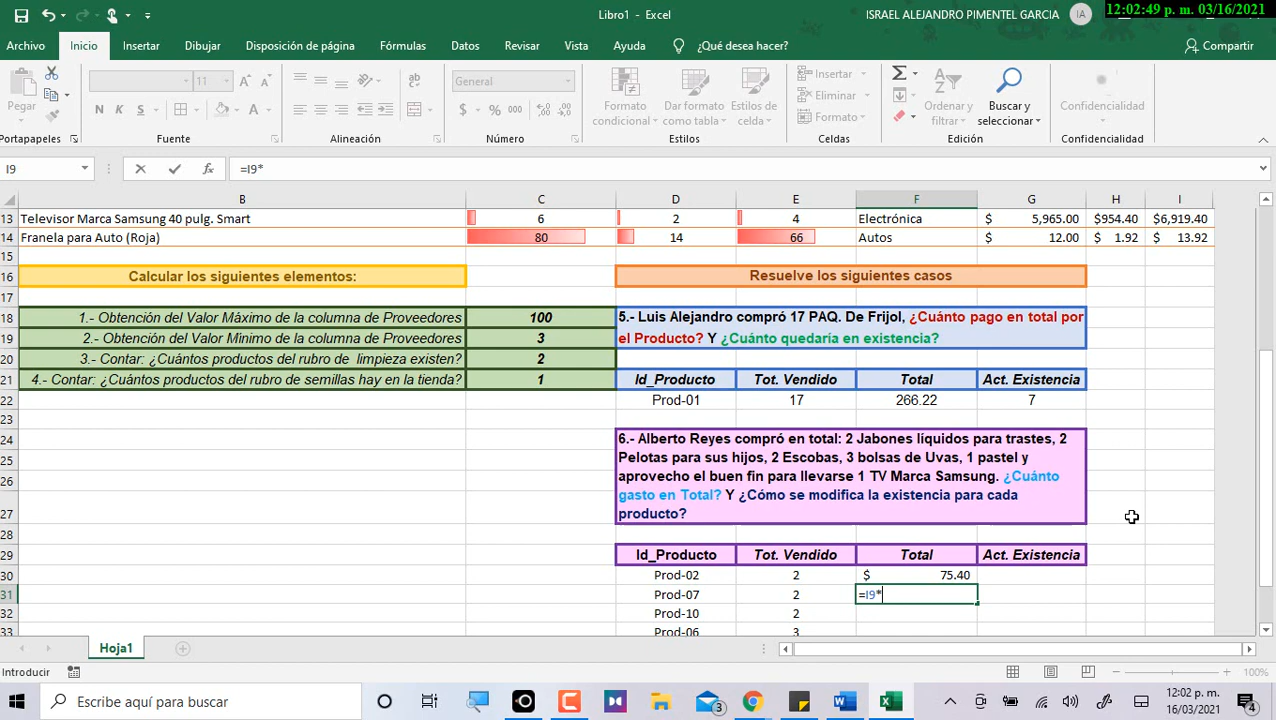 Libro1 - Excel
ISRAEL ALEJANDRO PIMENTEL GARCIA
IA
12:02:49 p. m. 03/16/2021
Archivo
Inicio
Insertar
Dibujar
Disposición de página
Fórmulas
Datos
Revisar
Vista
Ayuda
¿Qué desea hacer?
Compartir
Pegar
N K S
11
General
$ % 000
Formato condicional
Dar formato como tabla
Estilos de celda
Insertar
Eliminar
Formato
Ordenar y filtrar
Buscar y seleccionar
Confidencialidad
Portapapeles
Fuente
Alineación
Número
Estilos
Celdas
Edición
Confidencialidad
I9
=I9*
B C D E F G H I
13 Televisor Marca Samsung 40 pulg. Smart 6 2 4 Electrónica $ 5,965.00 $954.40 $6,919.40
14 Franela para Auto (Roja) 80 14 66 Autos $ 12.00 $ 1.92 $ 13.92
15
16 Calcular los siguientes elementos: Resuelve los siguientes casos
17
18 1.- Obtención del Valor Máximo de la columna de Proveedores 100 5.- Luis Alejandro compró 17 PAQ. De Frijol, ¿Cuánto pago en total por
19 2.- Obtención del Valor Mìnimo de la columna de Proveedores 3 el Producto? Y ¿Cuánto quedaría en existencia?
20 3.- Contar: ¿Cuántos productos del rubro de limpieza existen? 2
21 4.- Contar: ¿Cuántos productos del rubro de semillas hay en la tienda? 1 Id_Producto Tot. Vendido Total Act. Existencia
22 Prod-01 17 266.22 7
23
24 6.- Alberto Reyes compró en total: 2 Jabones líquidos para trastes, 2
25 Pelotas para sus hijos, 2 Escobas, 3 bolsas de Uvas, 1 pastel y
26 aprovecho el buen fin para llevarse 1 TV Marca Samsung. ¿Cuánto
gasto en Total? Y ¿Cómo se modifica la existencia para cada
27 producto?
28
29 Id_Producto Tot. Vendido Total Act. Existencia
30 Prod-02 2 $ 75.40
31 Prod-07 2 =I9*
32 Prod-10 2
33 Prod-06 3
Hoja1
Introducir
100%
Escribe aquí para buscar
3
12:02 p. m.
16/03/2021
4